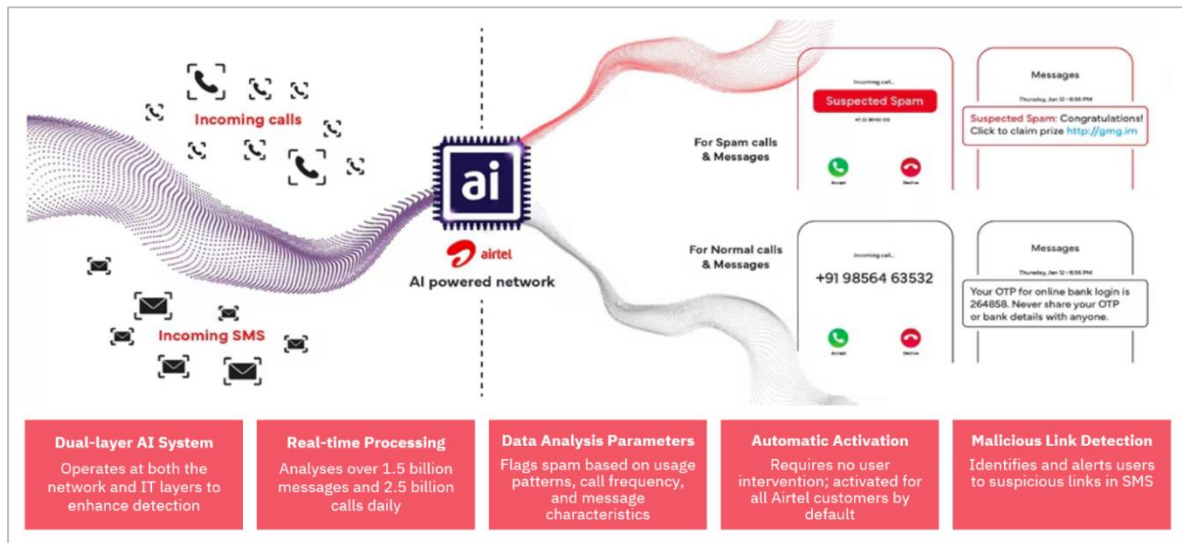 Incoming calls
Incoming SMS
ai
airtel
AI powered network
For Spam calls
& Messages
Incoming call...
Suspected Spam
Accept
Decline
Messages
Thursday, Jan 12 • 6:56 PM
Suspected Spam: Congratulations!
Click to claim prize http://gmg.im
For Normal calls
& Messages
Incoming call...
+91 98564 63532
Accept
Decline
Messages
Thursday, Jan 12 • 6:56 PM
Your OTP for online bank login is
264858. Never share your OTP
or bank details with anyone.
Dual-layer AI System
Operates at both the
network and IT layers to
enhance detection
Real-time Processing
Analyses over 1.5 billion
messages and 2.5 billion
calls daily
Data Analysis Parameters
Flags spam based on usage
patterns, call frequency,
and message
characteristics
Automatic Activation
Requires no user
intervention; activated for
all Airtel customers by
default
Malicious Link Detection
Identifies and alerts users
to suspicious links in SMS